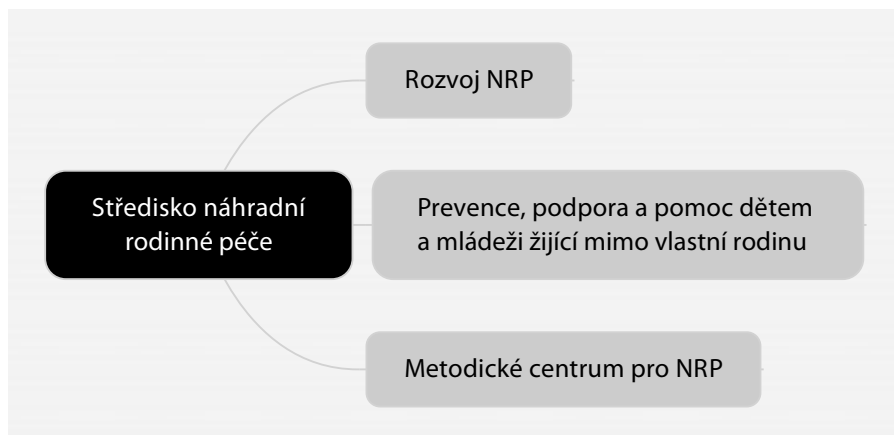 Rozvoj NRP
Středisko náhradní
rodinné péče
Prevence, podpora a pomoc dětem
a mládeži žijící mimo vlastní rodinu
Metodické centrum pro NRP